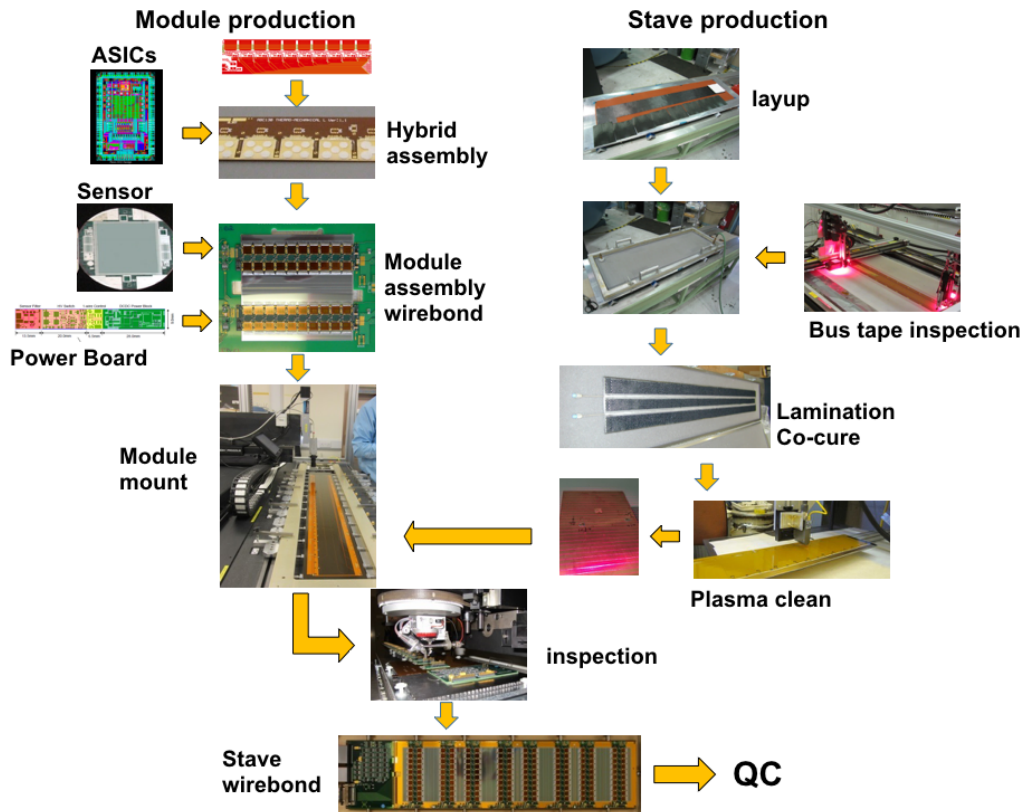 Module production
Stave production
ASICs
layup
Hybrid
assembly
Sensor
Module
assembly
wirebond
Bus tape inspection
Power Board
Lamination
Co-cure
Module
mount
Plasma clean
inspection
Stave
wirebond
QC